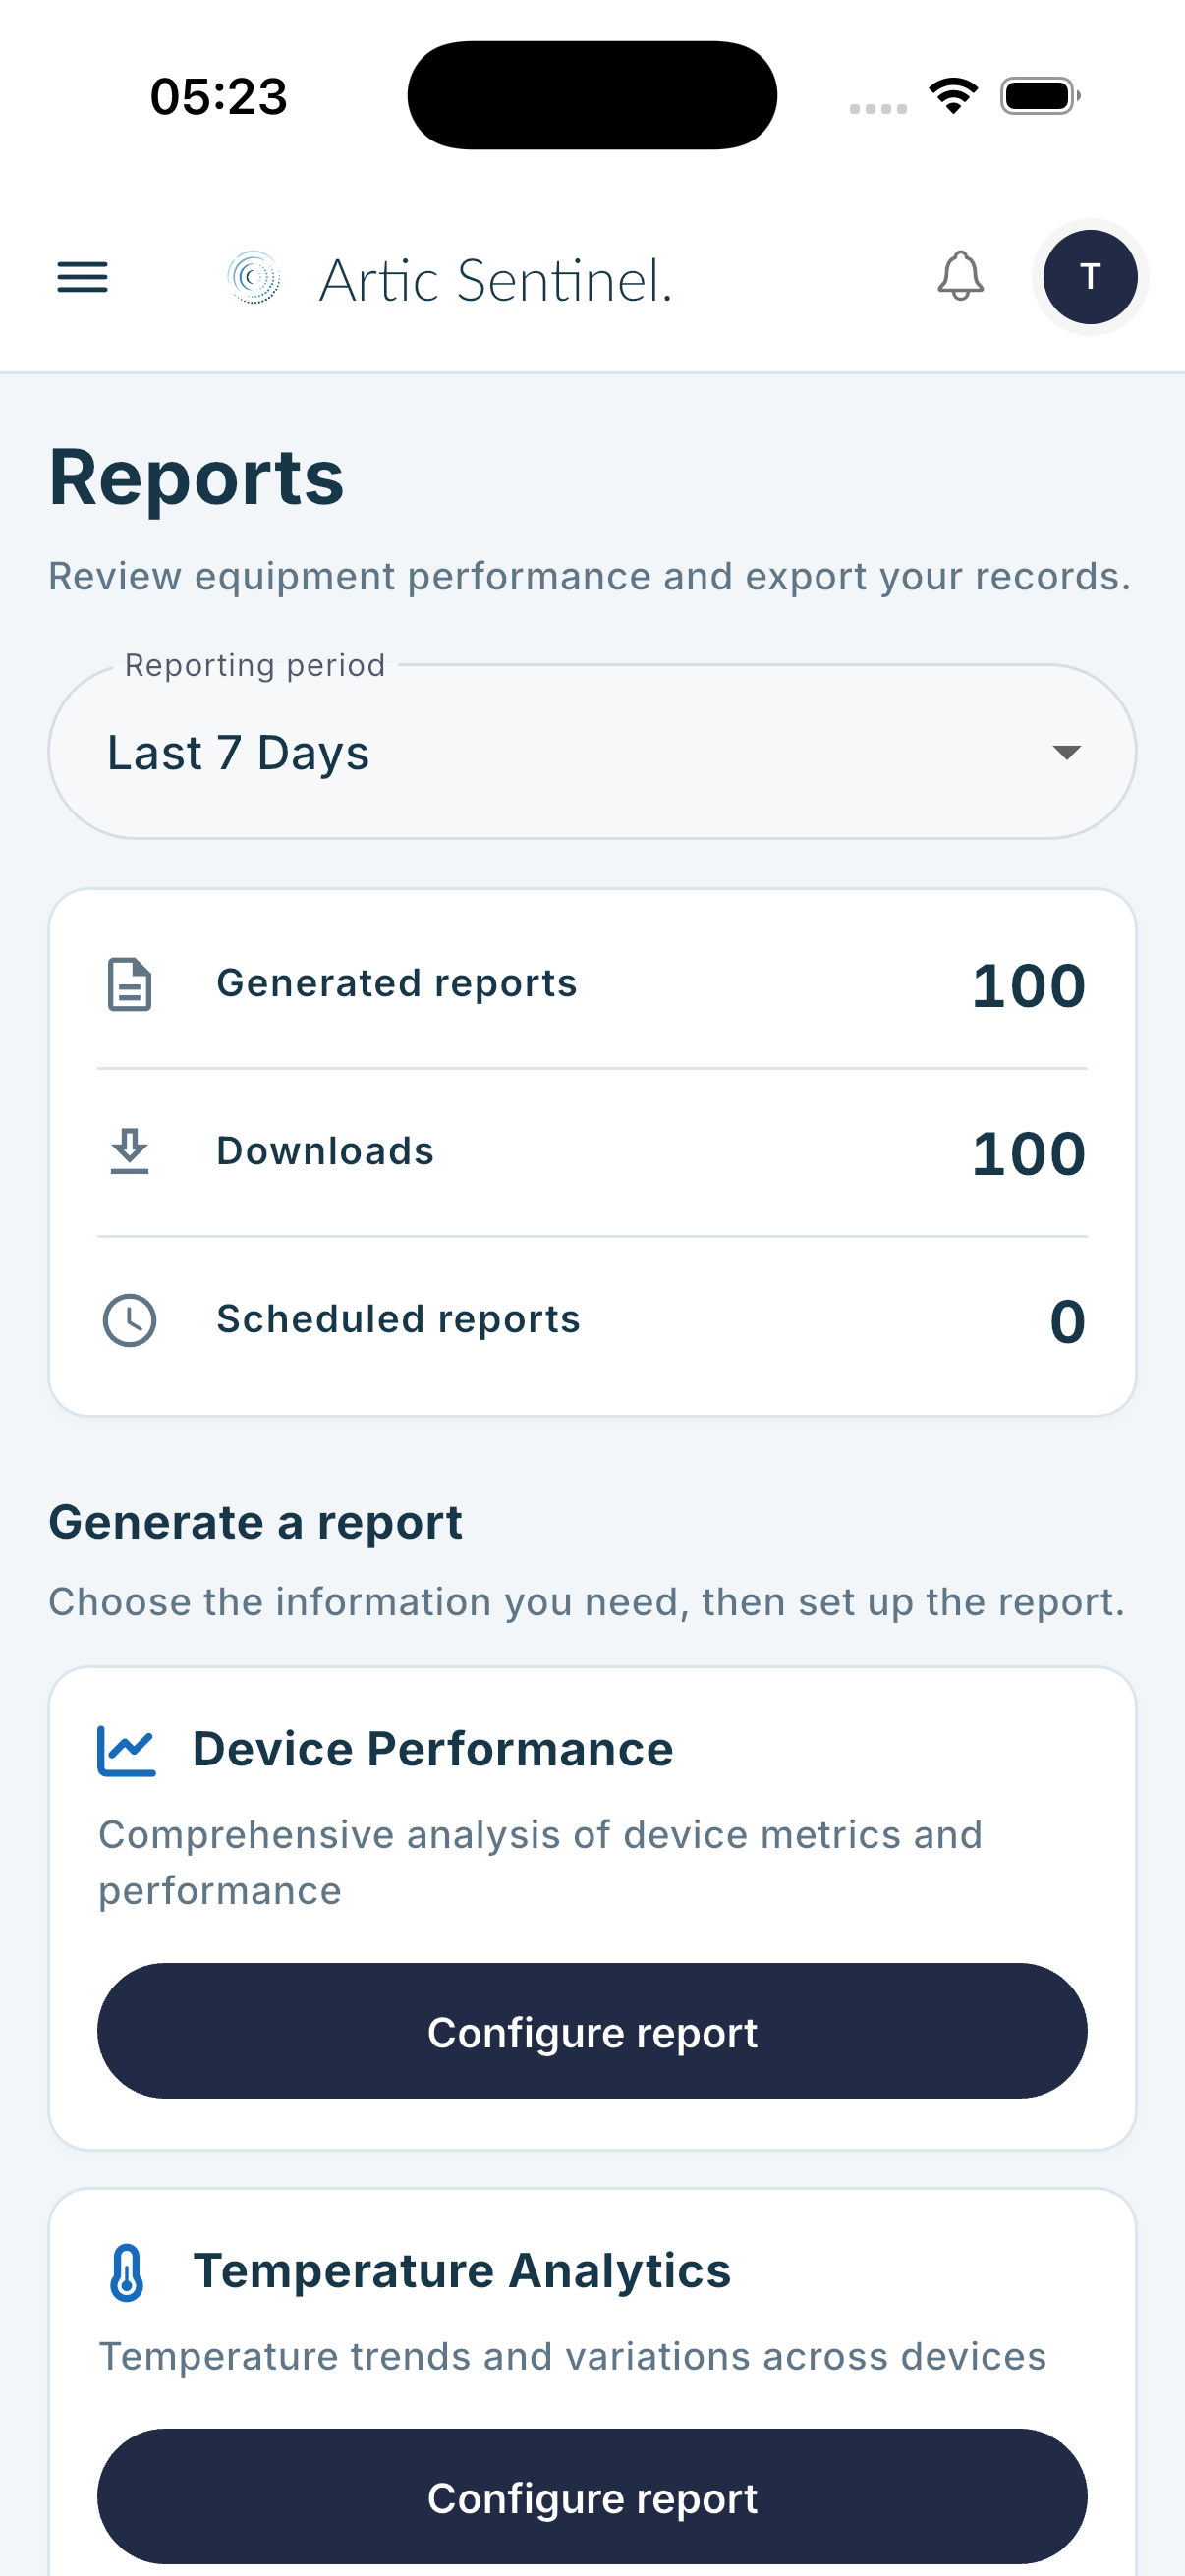 05:23
Artic Sentinel.
T
Reports
Review equipment performance and export your records.
Reporting period
Last 7 Days
Generated reports
100
Downloads
100
Scheduled reports
0
Generate a report
Choose the information you need, then set up the report.
Device Performance
Comprehensive analysis of device metrics and
performance
Configure report
Temperature Analytics
Temperature trends and variations across devices
Configure report